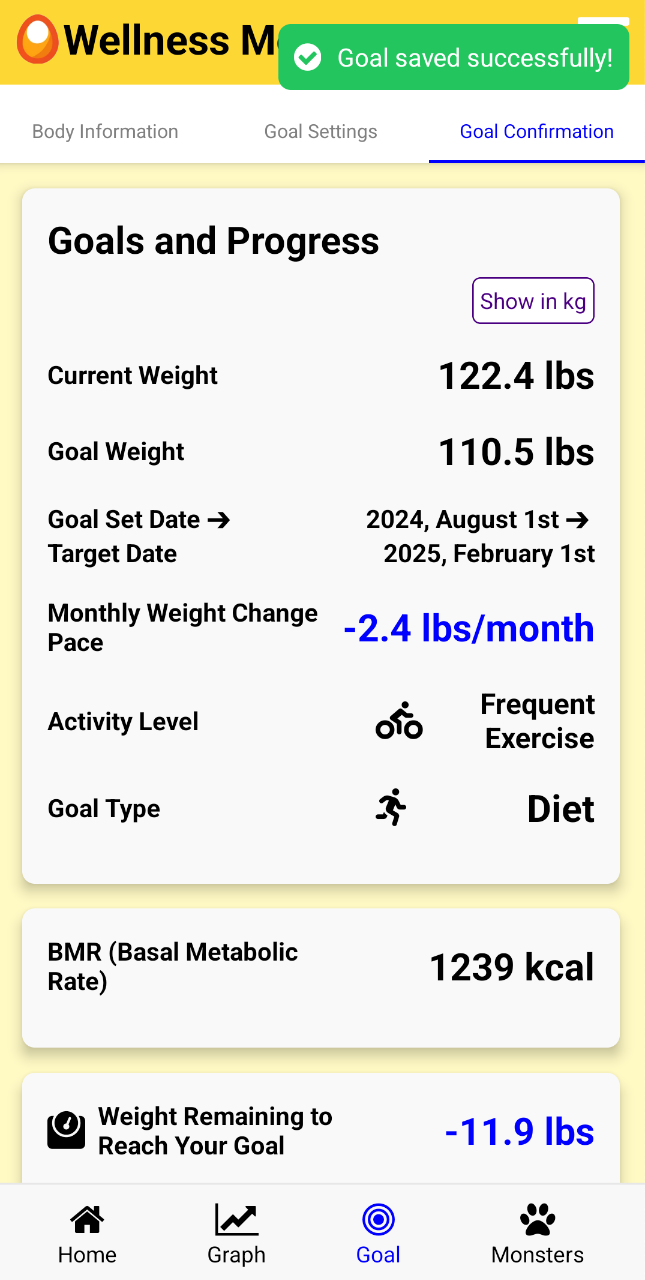 Wellness M
Goal saved successfully!
Body Information
Goal Settings
Goal Confirmation
Goals and Progress
Show in kg
Current Weight
122.4 lbs
Goal Weight
110.5 lbs
Goal Set Date ➔
Target Date
2024, August 1st ➔
2025, February 1st
Monthly Weight Change
Pace
-2.4 lbs/month
Activity Level
Frequent
Exercise
Goal Type
Diet
BMR (Basal Metabolic
Rate)
1239 kcal
Weight Remaining to
Reach Your Goal
-11.9 lbs
Home
Graph
Goal
Monsters